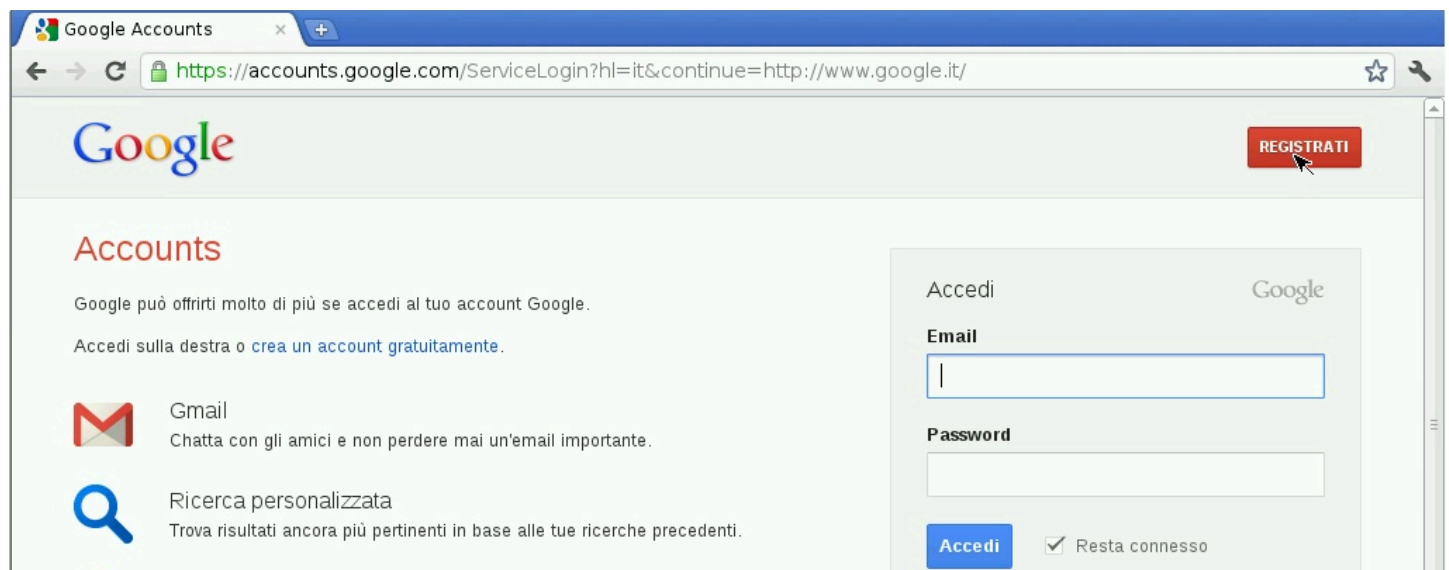 Google Accounts
https://accounts.google.com/ServiceLogin?hl=it&continue=http://www.google.it/
Google
REGISTRATI
Accounts
Google può offrirti molto di più se accedi al tuo account Google.
Accedi sulla destra o crea un account gratuitamente.
Gmail
Chatta con gli amici e non perdere mai un'email importante.
Ricerca personalizzata
Trova risultati ancora più pertinenti in base alle tue ricerche precedenti.
Accedi Google
Email
Password
Accedi Resta connesso